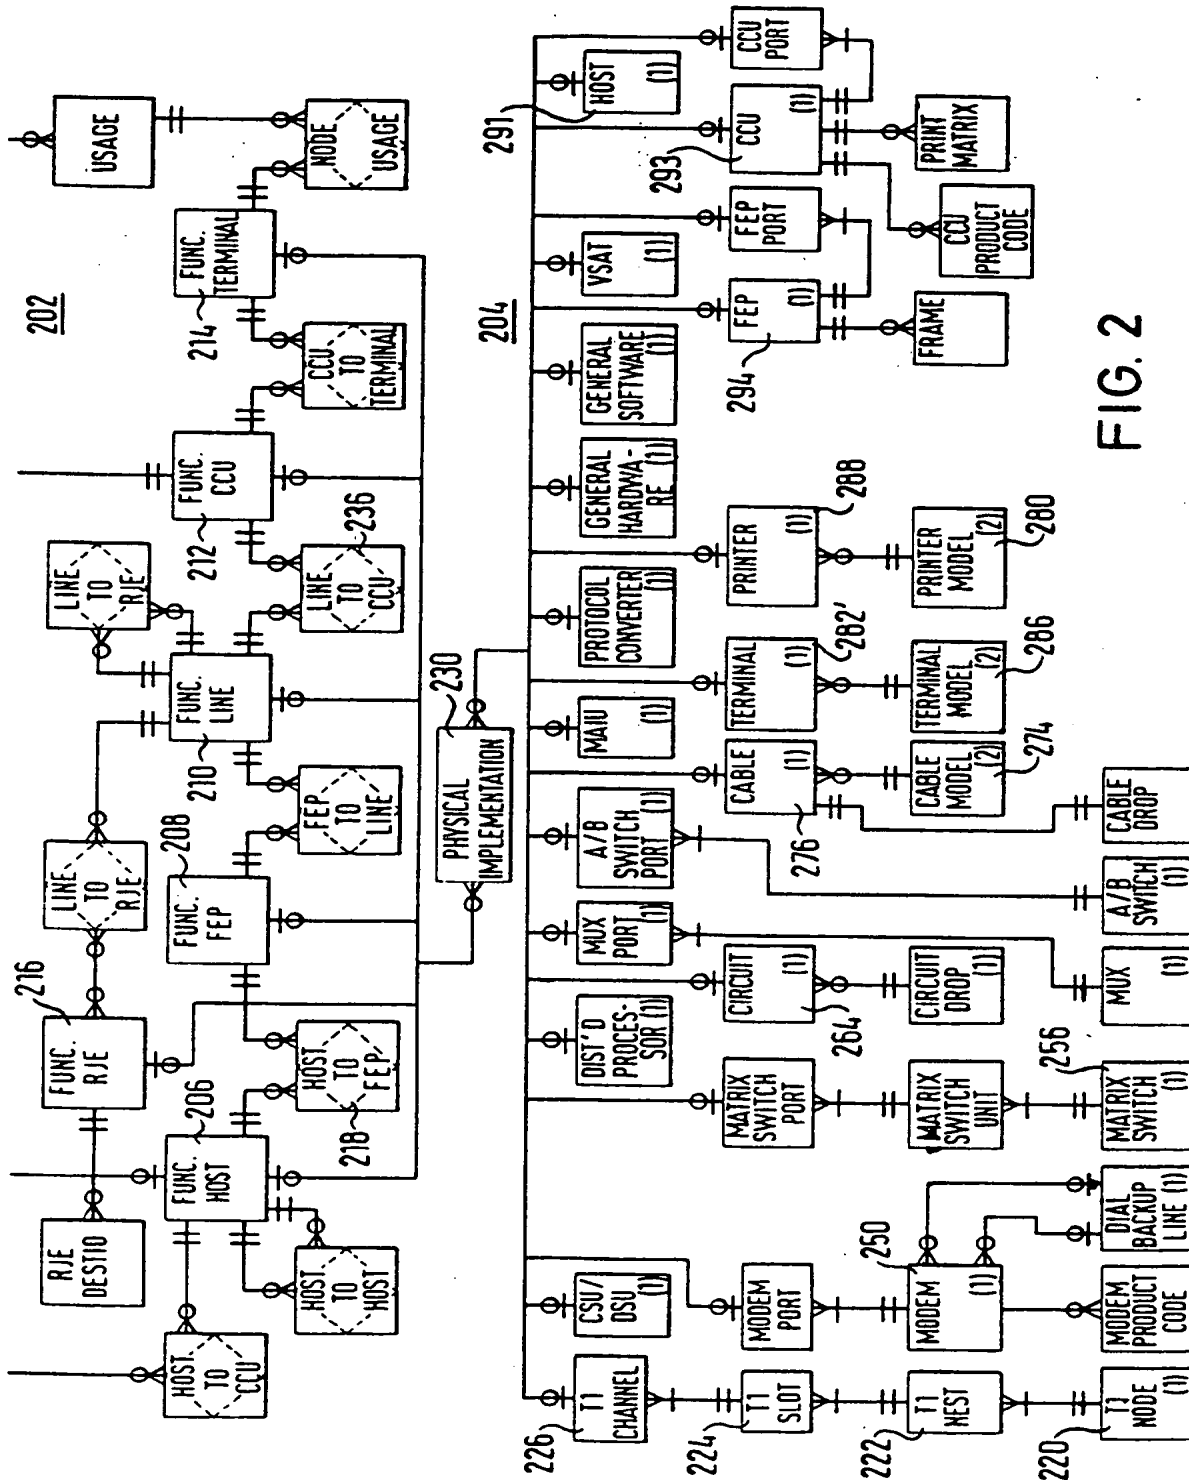 202
USAGE
NODE
USAGE
FUNC.
TERMINAL
214
CCU
TO
TERMINAL
FUNC.
CCU
212
LINE
TO
RJE
LINE
TO
CCU
236
FUNC.
LINE
210
FEP
TO
LINE
LINE
TO
RJE
208
FUNC.
FEP
216
FUNC.
RJE
HOST
TO
FEP
218
206
FUNC.
HOST
RJE
DESTIO
HOST
TO
HOST
HOST
TO
CCU
230
PHYSICAL
IMPLEMENTATION
204
226
T1
CHANNEL
CSU/
DSU
(1)
DIST'D
PROCES-
SOR (1)
MUX
PORT
(1)
A/B
SWITCH
PORT
(1)
MAIU
(1)
PROTOCOL
CONVERTER
(1)
GENERAL
HARDWA-
RE (1)
GENERAL
SOFTWARE
(1)
VSAT
(1)
291
HOST
(1)
224
T1
SLOT
MODEM
PORT
MATRIX
SWITCH
PORT
CIRCUIT
(1)
264
CABLE
(1)
276
TERMINAL
(1)
282'
PRINTER
(1)
288
FEP
(1)
294
FEP
PORT
293
CCU
(1)
CCU
PORT
222
T1
NEST
MODEM
(1)
260
MATRIX
SWITCH
UNIT
CIRCUIT
DROP
(1)
CABLE
MODEL
(2)
274
TERMINAL
MODEL
(2)
286
PRINTER
MODEL
(2)
280
FRAME
CCU
PRODUCT
CODE
PRINT
MATRIX
220
T1
NODE
(1)
MODEM
PRODUCT
CODE
DIAL
BACKUP
LINE (1)
MATRIX
SWITCH
(1)
256
MUX
(1)
A/B
SWITCH
(1)
CABLE
DROP
FIG. 2